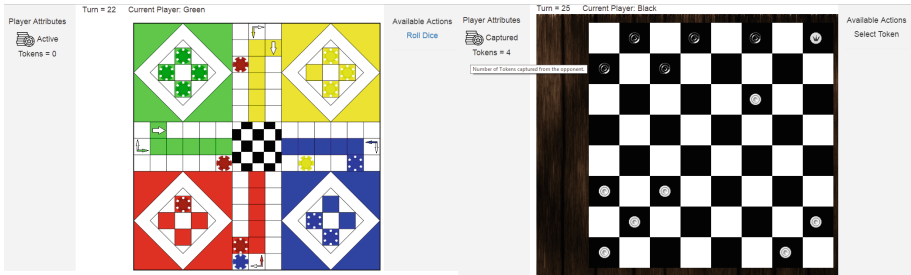 Turn = 22 Current Player: Green
Player Attributes
Active
Tokens = 0
Available Actions
Roll Dice
Turn = 25 Current Player: Black
Player Attributes
Captured
Tokens = 4
Number of Tokens captured from the opponent.
Available Actions
Select Token